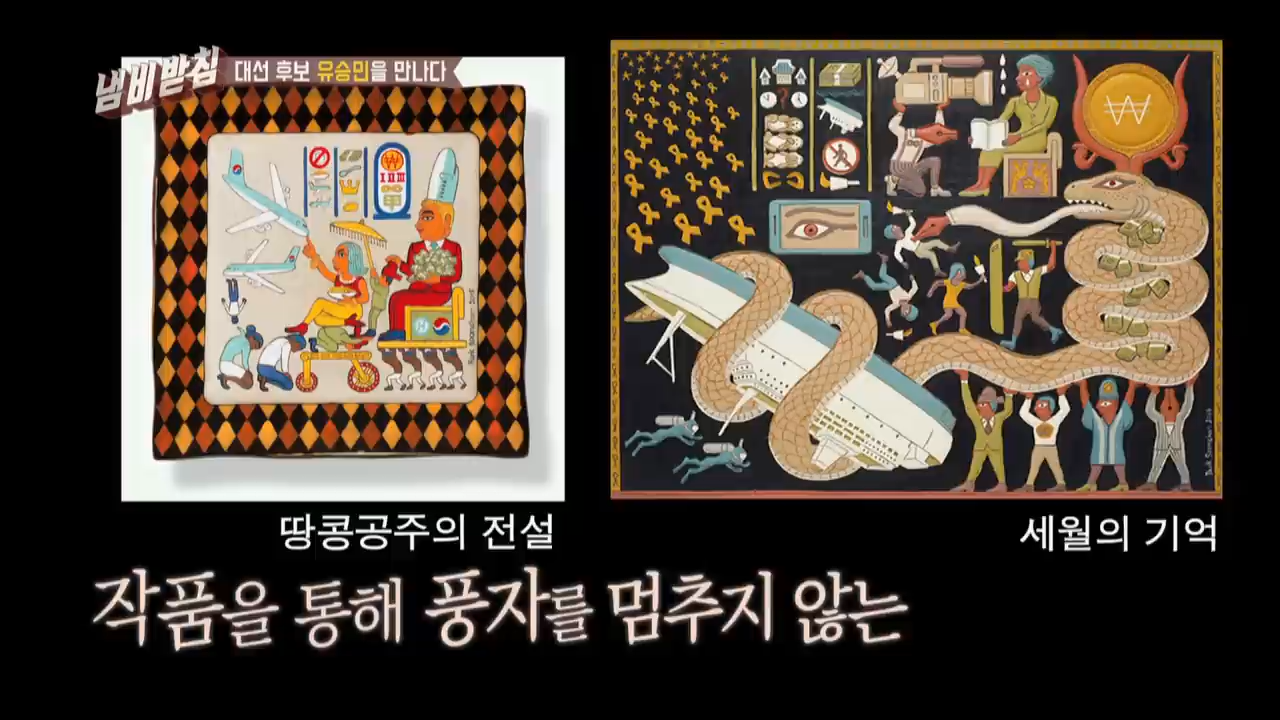 냄비받침
대선 후보 유승민을 만나다
땅콩공주의 전설
세월의 기억
작품을 통해 풍자를 멈추지 않는